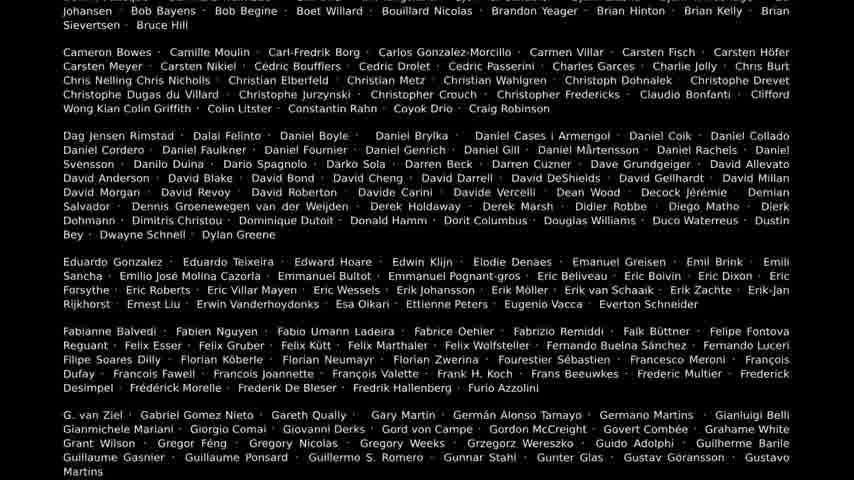 Johansen · Bob Bayens · Bob Begine · Boet Willard · Bouillard Nicolas · Brandon Yeager · Brian Hinton · Brian Kelly · Brian
Sievertsen · Bruce Hill
Cameron Bowes · Camille Moulin · Carl-Fredrik Borg · Carlos Gonzalez-Morcillo · Carmen Villar · Carsten Fisch · Carsten Höfer
Carsten Meyer · Carsten Nikiel · Cédric Boufflers · Cedric Drolet · Cedric Passerini · Charles Garces · Charlie Jolly · Chris Burt
Chris Nelling Chris Nicholls · Christian Elberfeld · Christian Metz · Christian Wahlgren · Christoph Dohnalek · Christophe Drevet
Christophe Dugas du Villard · Christophe Jurzynski · Christopher Crouch · Christopher Fredericks · Claudio Bonfanti · Clifford
Wong Kian Colin Griffith · Colin Litster · Constantin Rahn · Coyok Drio · Craig Robinson
Dag Jensen Rimstad · Dalai Felinto · Daniel Boyle · Daniel Brylka · Daniel Cases i Armengol · Daniel Coik · Daniel Collado
Daniel Cordero · Daniel Faulkner · Daniel Fournier · Daniel Genrich · Daniel Gill · Daniel Mårtensson · Daniel Rachels · Daniel
Svensson · Danilo Duina · Dario Spagnolo · Darko Sola · Darren Beck · Darren Cuzner · Dave Grundgeiger · David Allevato
David Anderson · David Blake · David Bond · David Cheng · David Darrell · David DeShields · David Gellhardt · David Millan
David Morgan · David Revoy · David Roberton · Davide Carini · Davide Vercelli · Dean Wood · Decock Jérémie · Demian
Salvador · Dennis Groenewegen van der Weijden · Derek Holdaway · Derek Marsh · Didier Robbe · Diego Matho · Dierk
Dohmann · Dimitris Christou · Dominique Dutoit · Donald Hamm · Dorit Columbus · Douglas Williams · Duco Waterreus · Dustin
Bey · Dwayne Schnell · Dylan Greene
Eduardo Gonzalez · Eduardo Teixeira · Edward Hoare · Edwin Klijn · Elodie Denaes · Emanuel Greisen · Emil Brink · Emili
Sancha · Emilio José Molina Cazorla · Emmanuel Bultot · Emmanuel Pognant-gros · Eric Béliveau · Eric Boivin · Eric Dixon · Eric
Forsythe · Eric Roberts · Eric Villar Mayen · Eric Wessels · Erik Johansson · Erik Möller · Erik van Schaaik · Erik Zachte · Erik-Jan
Rijkhorst · Ernest Liu · Erwin Vanderhoydonks · Esa Oikari · Ettienne Peters · Eugenio Vacca · Everton Schneider
Fabianne Balvedi · Fabien Nguyen · Fabio Umann Ladeira · Fabrice Oehler · Fabrizio Remiddi · Falk Büttner · Felipe Fontova
Reguant · Felix Esser · Felix Gruber · Felix Kütt · Felix Marthaler · Felix Wolfsteller · Fernando Buelna Sánchez · Fernando Luceri
Filipe Soares Dilly · Florian Köberle · Florian Neumayr · Florian Zwerina · Fourestier Sébastien · Francesco Meroni · François
Dufay · Francois Fawell · Francois Joannette · François Valette · Frank H. Koch · Frans Beeuwkes · Frederic Multier · Frederick
Desimpel · Frédérick Morelle · Frederik De Bleser · Fredrik Hallenberg · Furio Azzolini
G. van Ziel · Gabriel Gomez Nieto · Gareth Qually · Gary Martin · Germán Alonso Tamayo · Germano Martins · Gianluigi Belli
Gianmichele Mariani · Giorgio Comai · Giovanni Derks · Gord von Campe · Gordon McCreight · Govert Combée · Grahame White
Grant Wilson · Gregor Féng · Gregory Nicolas · Gregory Weeks · Grzegorz Wereszko · Guido Adolphi · Guilherme Barile
Guillaume Gasnier · Guillaume Ponsard · Guillermo S. Romero · Gunnar Stahl · Gunter Glas · Gustav Göransson · Gustavo
Martins